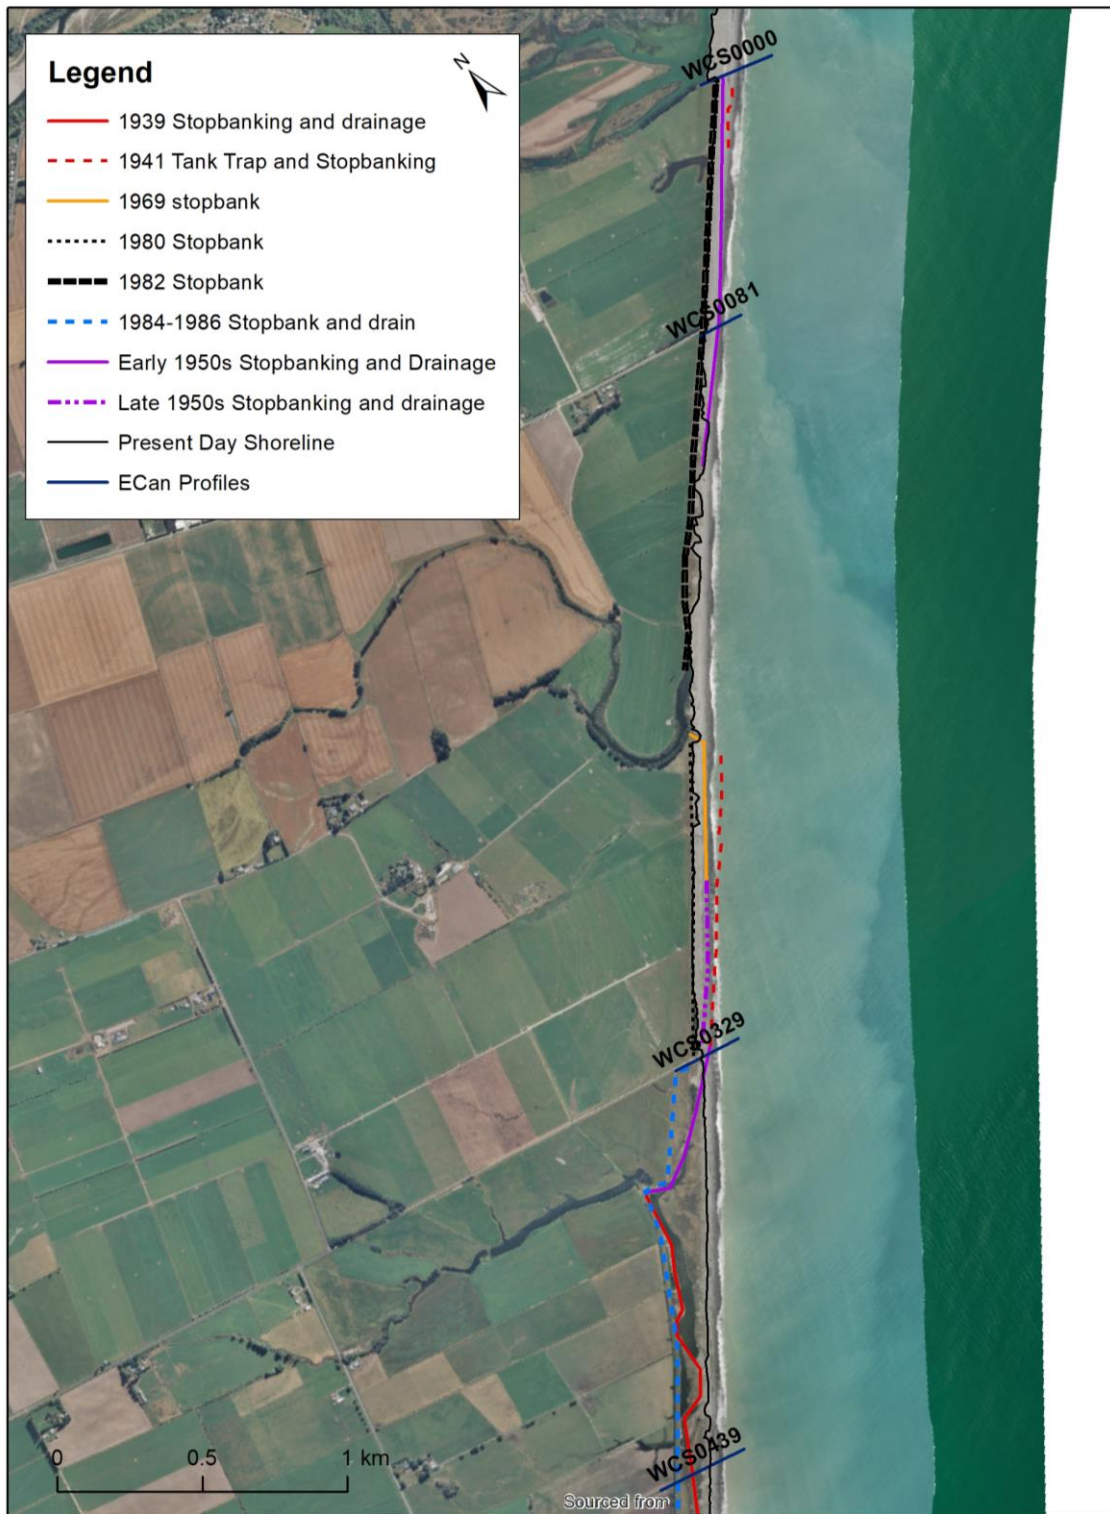 Legend
N
1939 Stopbanking and drainage
1941 Tank Trap and Stopbanking
1969 stopbank
1980 Stopbank
1982 Stopbank
1984-1986 Stopbank and drain
Early 1950s Stopbanking and Drainage
Late 1950s Stopbanking and drainage
Present Day Shoreline
ECan Profiles
WCS0000
WCS0081
WCS0329
WCS0439
0 0.5 1 km
Sourced from